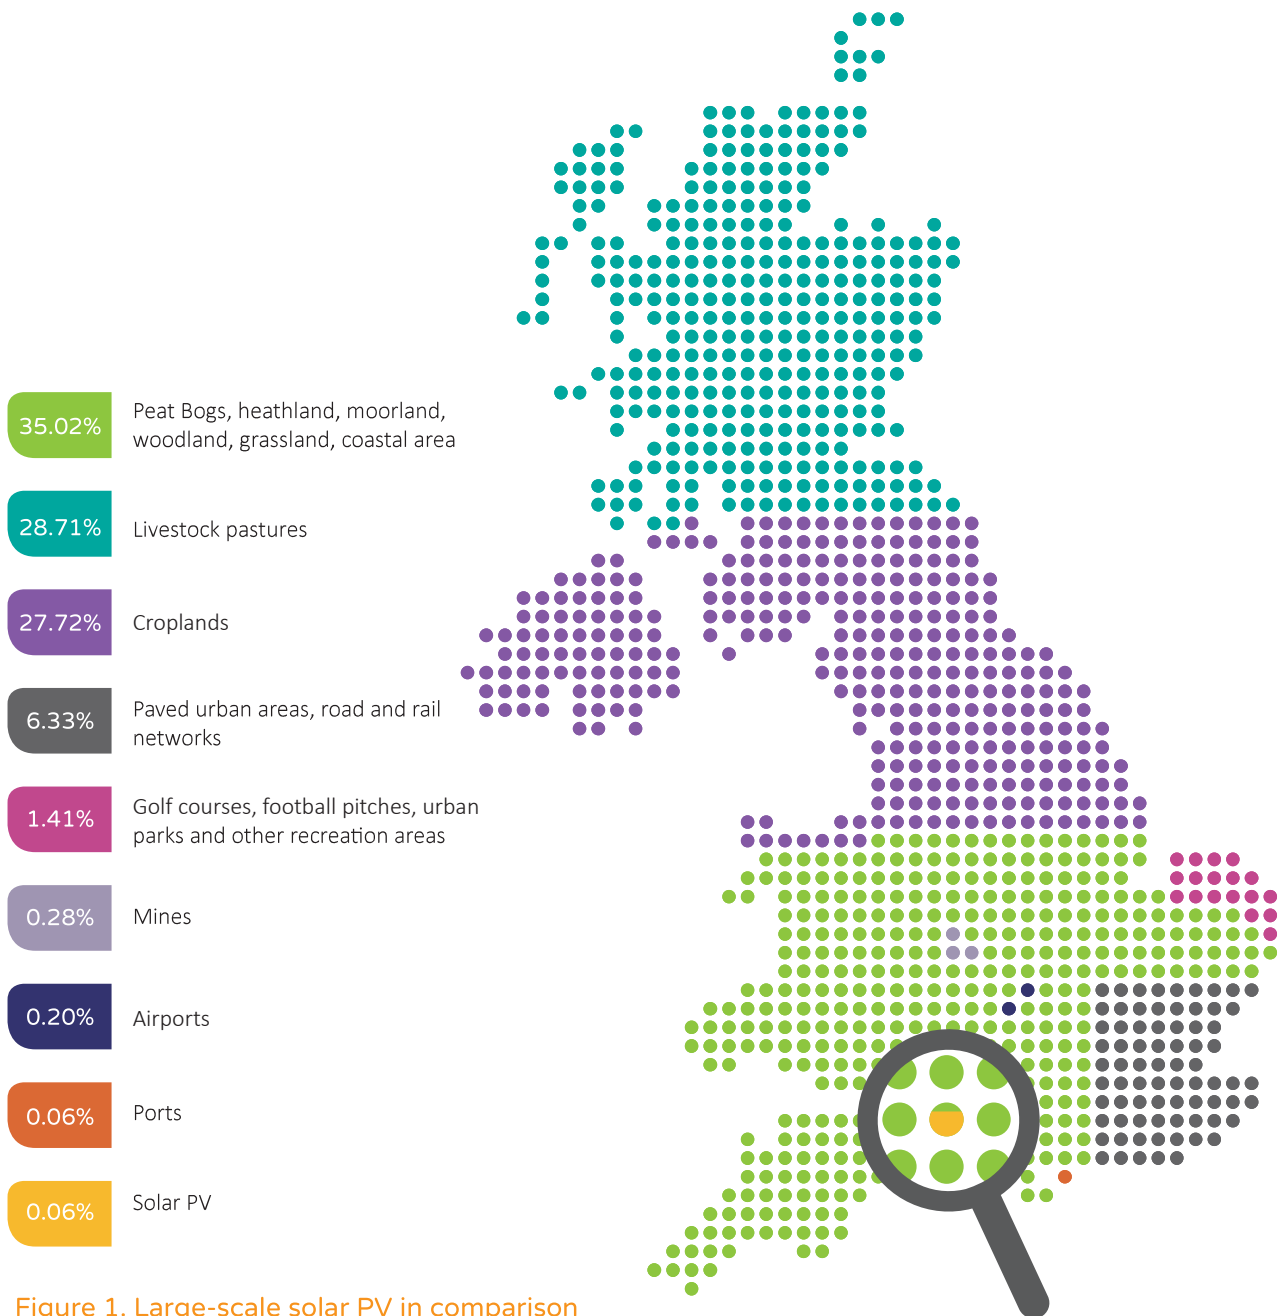 35.02%
Peat Bogs, heathland, moorland,
woodland, grassland, coastal area
28.71%
Livestock pastures
27.72%
Croplands
6.33%
Paved urban areas, road and rail
networks
1.41%
Golf courses, football pitches, urban
parks and other recreation areas
0.28%
Mines
0.20%
Airports
0.06%
Ports
0.06%
Solar PV
Figure 1. Large-scale solar PV in comparison